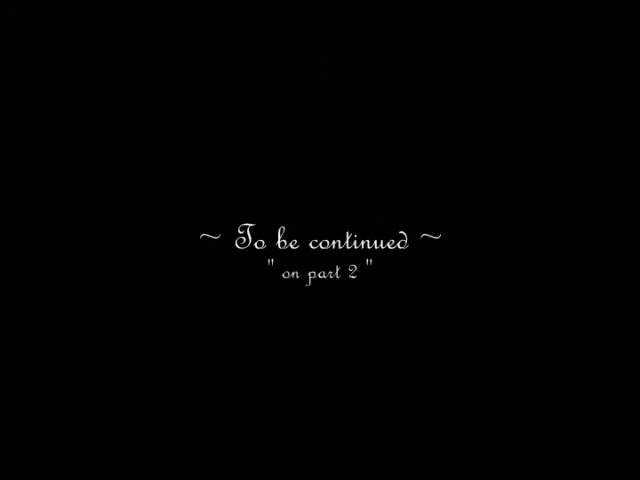 ~ To be continued ~
" on part 2 "